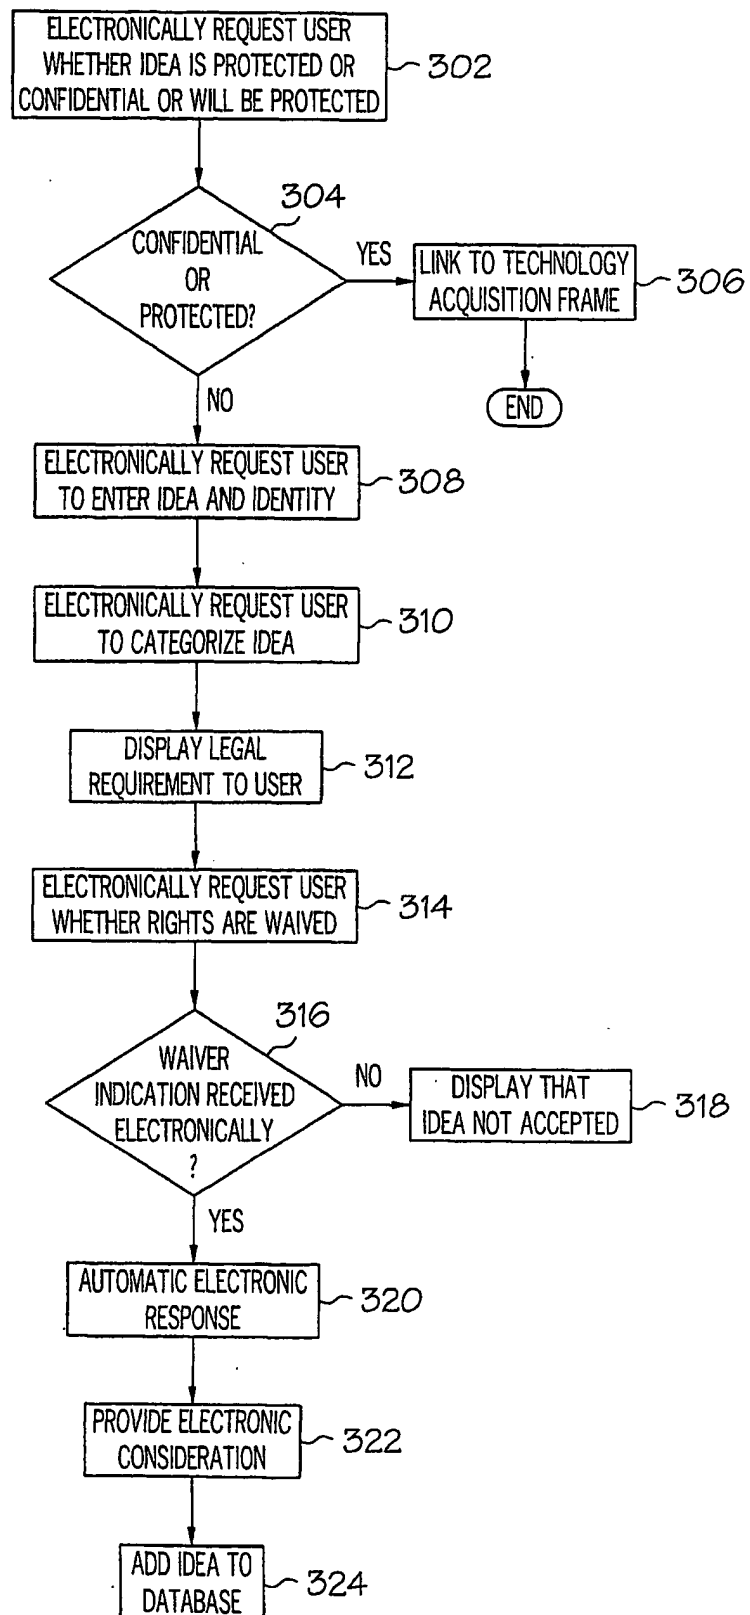 ELECTRONICALLY REQUEST USER
WHETHER IDEA IS PROTECTED OR
CONFIDENTIAL OR WILL BE PROTECTED
302
304
CONFIDENTIAL
OR
PROTECTED?
YES
LINK TO TECHNOLOGY
ACQUISITION FRAME
306
END
NO
ELECTRONICALLY REQUEST USER
TO ENTER IDEA AND IDENTITY
308
ELECTRONICALLY REQUEST USER
TO CATEGORIZE IDEA
310
DISPLAY LEGAL
REQUIREMENT TO USER
312
ELECTRONICALLY REQUEST USER
WHETHER RIGHTS ARE WAIVED
314
316
WAIVER
INDICATION RECEIVED
ELECTRONICALLY
?
NO
DISPLAY THAT
IDEA NOT ACCEPTED
318
YES
AUTOMATIC ELECTRONIC
RESPONSE
320
PROVIDE ELECTRONIC
CONSIDERATION
322
ADD IDEA TO
DATABASE
324